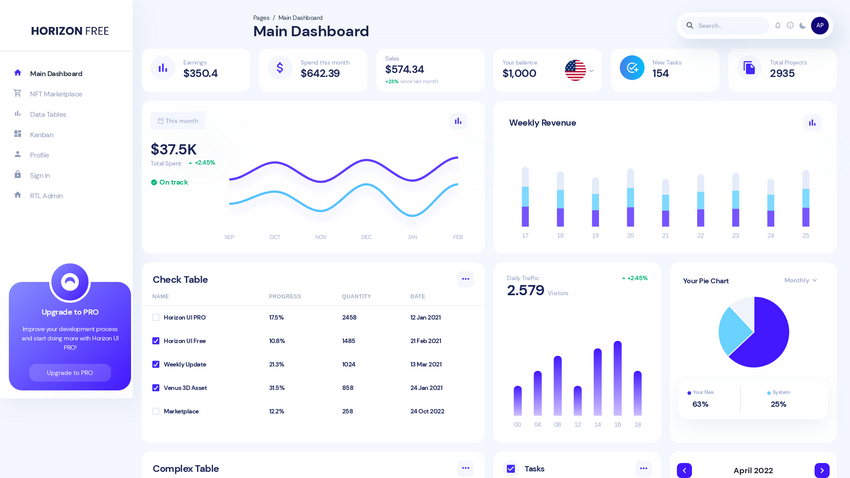 HORIZON FREE
Main Dashboard
NFT Marketplace
Data Tables
Kanban
Profile
Sign In
RTL Admin
Upgrade to PRO
Improve your development process
and start doing more with Horizon UI
PRO!
Upgrade to PRO
Pages / Main Dashboard
Main Dashboard
Search...
AP
Earnings
$350.4
Spend this month
$642.39
Sales
$574.34
+23% since last month
Your balance
$1,000
New Tasks
154
Total Projects
2935
This month
$37.5K
Total Spent +2.45%
On track
SEP OCT NOV DEC JAN FEB
Weekly Revenue
17 18 19 20 21 22 23 24 25
Check Table
NAME PROGRESS QUANTITY DATE
Horizon UI PRO 17.5% 2458 12 Jan 2021
Horizon UI Free 10.8% 1485 21 Feb 2021
Weekly Update 21.3% 1024 13 Mar 2021
Venus 3D Asset 31.5% 858 24 Jan 2021
Marketplace 12.2% 258 24 Oct 2022
Daily Traffic +2.45%
2.579 Visitors
00 04 08 12 14 16 18
Your Pie Chart Monthly
Your files System
63% 25%
Complex Table
Tasks
April 2022